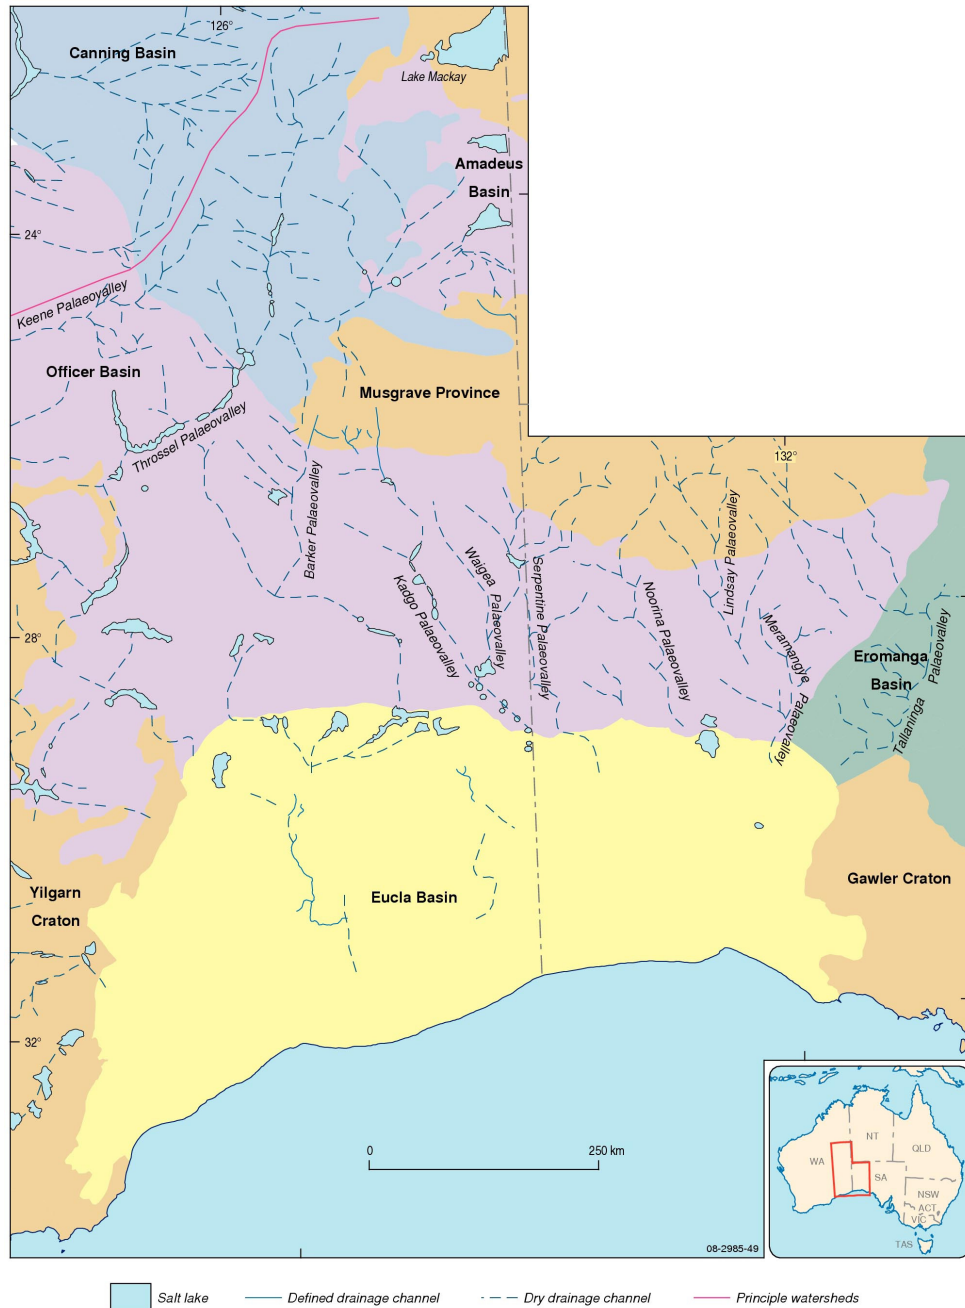 126°
Canning Basin
Lake Mackay
Amadeus
Basin
24°
Keene Palaeovalley
Officer Basin
Musgrave Province
Throssel Palaeovalley
132°
Barker Palaeovalley
Kadgo Palaeovalley
Waigea Palaeovalley
Serpentine Palaeovalley
Noorina Palaeovalley
Lindsay Palaeovalley
Meramangye Palaeovalley
Tallaninga Palaeovalley
28°
Eromanga
Basin
Yilgarn
Craton
Eucla Basin
Gawler Craton
32°
0 250 km
WA
NT
QLD
SA
NSW
ACT
VIC
TAS
08-2985-49
Salt lake
Defined drainage channel
Dry drainage channel
Principle watersheds